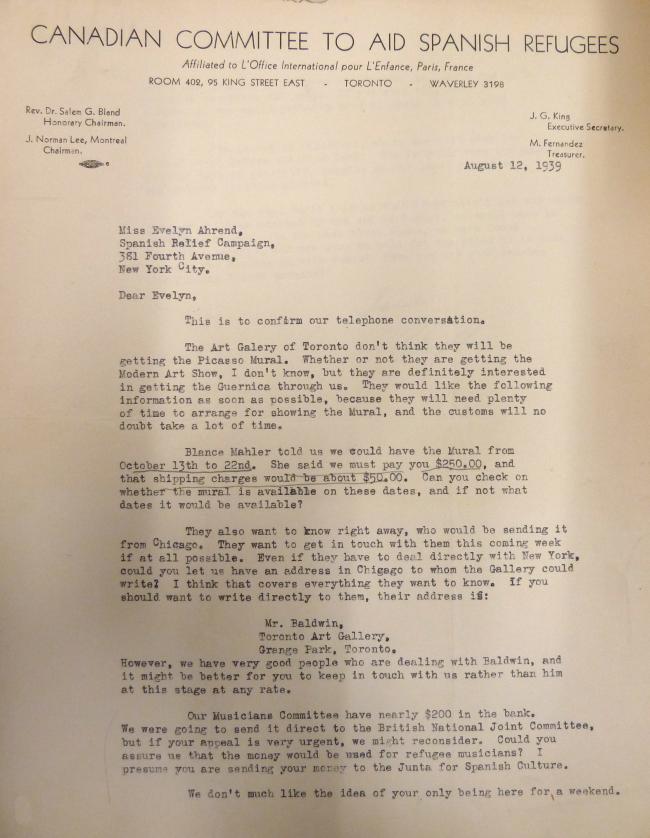 CANADIAN COMMITTEE TO AID SPANISH REFUGEES
Affiliated to L'Office International pour L'Enfance, Paris, France
ROOM 402, 95 KING STREET EAST - TORONTO - WAVERLEY 3198
Rev. Dr. Salem G. Bland
Honorary Chairman.
J. Norman Lee, Montreal
Chairman.
J. G. King
Executive Secretary.
M. Fernandez
Treasurer.
August 12, 1939
Miss Evelyn Ahrend,
Spanish Relief Campaign,
381 Fourth Avenue,
New York City.
Dear Evelyn,
This is to confirm our telephone conversation.
The Art Galery of Toronto don't think they will be
getting the Picasso Mural. Whether or not they are getting the
Modern Art Show, I don't know, but they are definitely interested
in getting the Guernica through us. They would like the following
information as soon as possible, because they will need plenty
of time to arrange for showing the Mural, and the customs will no
doubt take a lot of time.
Blance Mahler told us we could have the Mural from
October 13th to 22nd. She said we must pay you $250.00, and
that shipping charges would be about $50.00. Can you check on
whether the mural is available on these dates, and if not what
dates it would be available?
They also want to know right away, who would be sending it
from Chicago. They want to get in touch with them this coming week
if at all possible. Even if they have to deal directly with New York,
could you let us have an address in Chigago to whom the Gallery could
write? I think that covers everything they want to know. If you
should want to write directly to them, their address is:
Mr. Baldwin,
Toronto Art Gallery,
Grange Park, Toronto.
However, we have very good people who are dealing with Baldwin, and
it might be better for you to keep in touch with us rather than him
at this stage at any rate.
Our Musicians Committee have nearly $200 in the bank.
We were going to send it direct to the British National Joint Committee,
but if your appeal is very urgent, we might reconsider. Could you
assure us that the money would be used for refugee musicians? I
presume you are sending your money to the Junta for Spanish Culture.
We don't much like the idea of your only being here for a weekend.